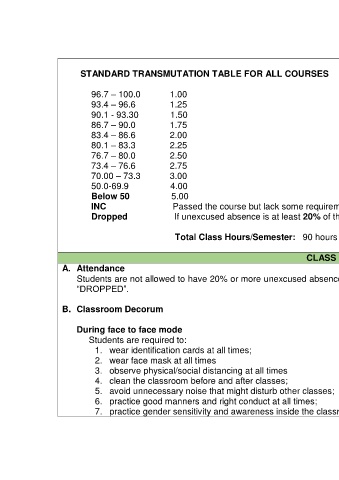 STANDARD TRANSMUTATION TABLE FOR ALL COURSES
96.7 – 100.0 1.00
93.4 – 96.6 1.25
90.1 - 93.30 1.50
86.7 – 90.0 1.75
83.4 – 86.6 2.00
80.1 – 83.3 2.25
76.7 – 80.0 2.50
73.4 – 76.6 2.75
70.00 – 73.3 3.00
50.0-69.9 4.00
Below 50 5.00
INC Passed the course but lack some
Dropped If unexcused absence is at least 20% of
Total Class Hours/Semester: 90 hours
CLASS
A. Attendance
Students are not allowed to have 20% or more unexcused
"DROPPED".
B. Classroom Decorum
During face to face mode
Students are required to:
1. wear identification cards at all times;
2. wear face mask at all times
3. observe physical/social distancing at all times
4. clean the classroom before and after classes;
5. avoid unnecessary noise that might disturb other classes;
6. practice good manners and right conduct at all times;
7. practice gender sensitivity and awareness inside the